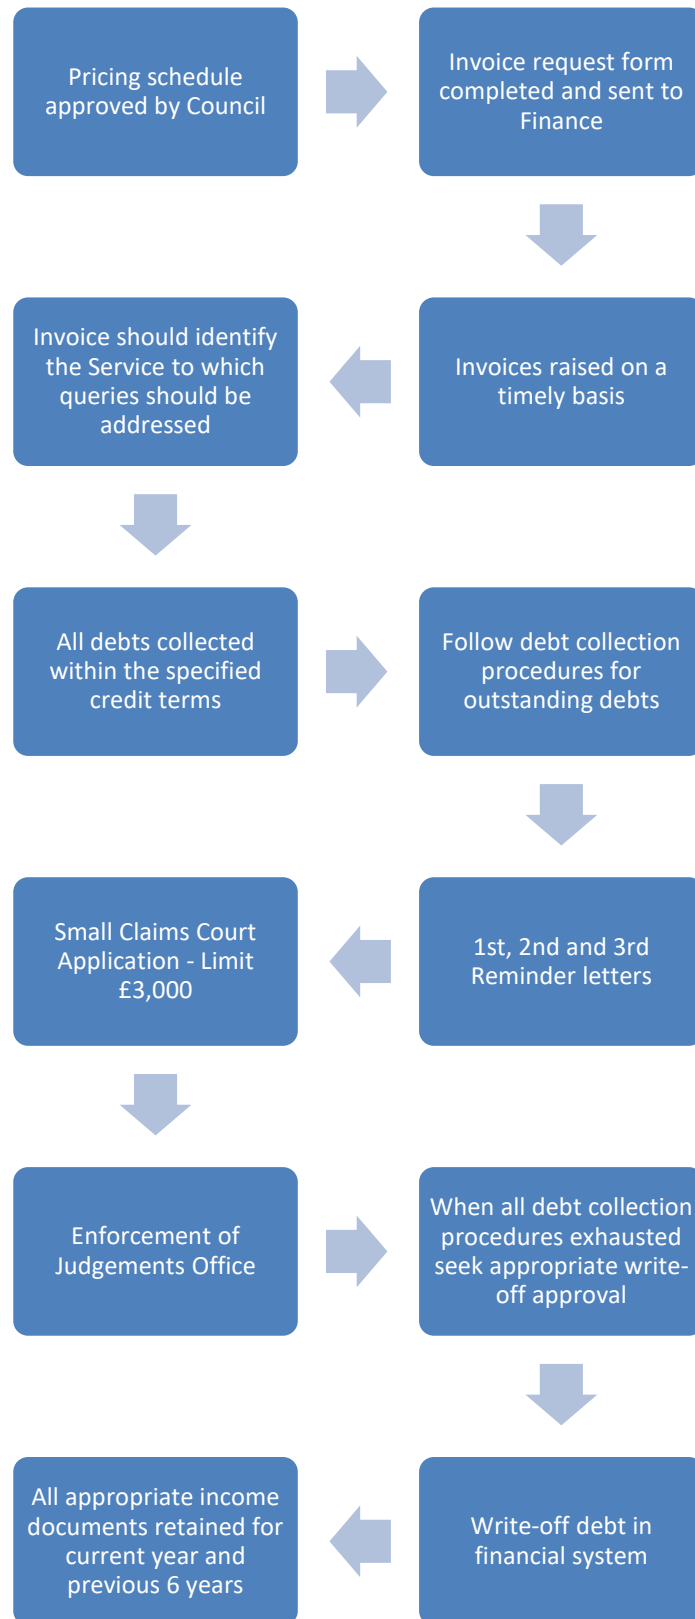 Pricing schedule
approved by Council
Invoice request form
completed and sent to
Finance
Invoices raised on a
timely basis
Invoice should identify
the Service to which
queries should be
addressed
All debts collected
within the specified
credit terms
Follow debt collection
procedures for
outstanding debts
1st, 2nd and 3rd
Reminder letters
Small Claims Court
Application - Limit
£3,000
Enforcement of
Judgements Office
When all debt collection
procedures exhausted
seek appropriate write-
off approval
Write-off debt in
financial system
All appropriate income
documents retained for
current year and
previous 6 years